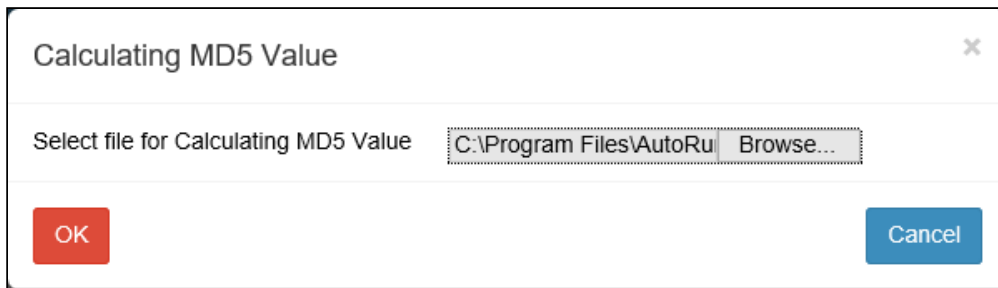 Calculating MD5 Value
×
Select file for Calculating MD5 Value C:\Program Files\AutoRu Browse...
OK Cancel